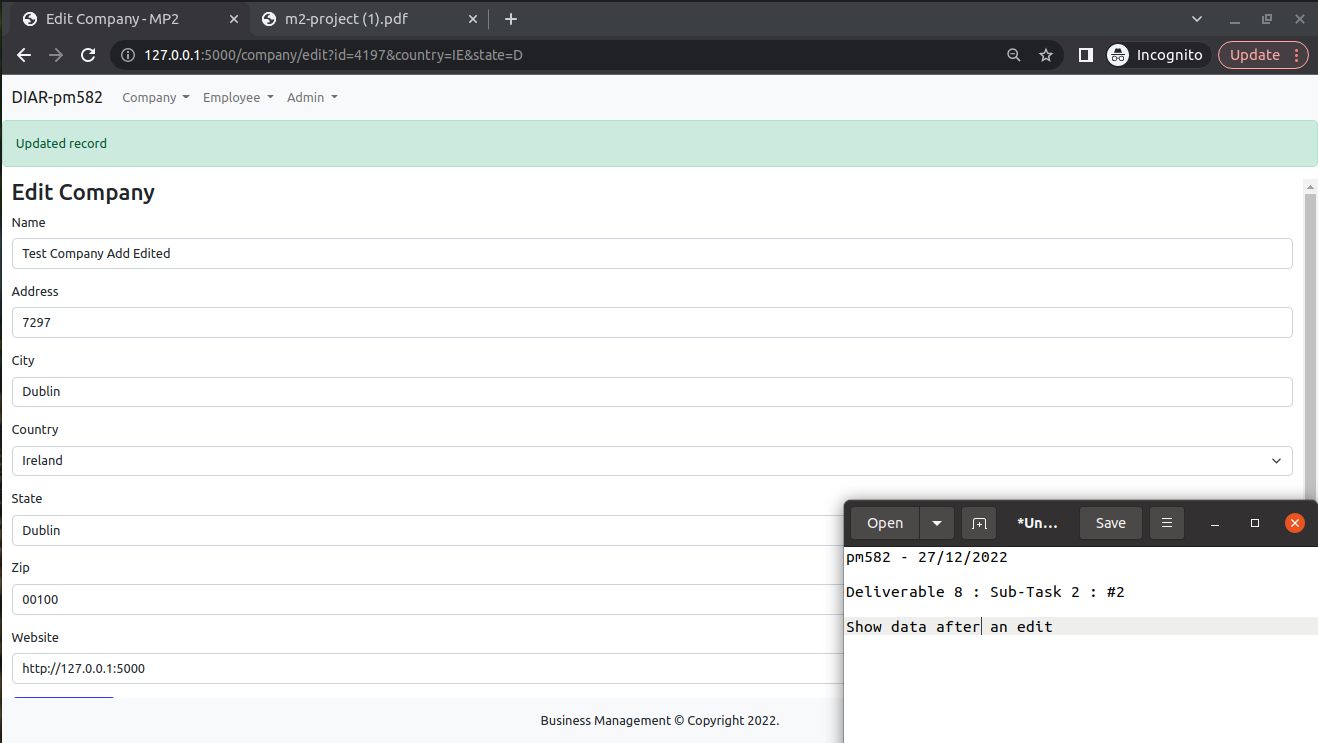 Edit Company - MP2
m2-project (1).pdf
127.0.0.1:5000/company/edit?id=4197&country=IE&state=D
Incognito
Update
DIAR-pm582 Company Employee Admin
Updated record
Edit Company
Name
Test Company Add Edited
Address
7297
City
Dublin
Country
Ireland
State
Dublin
Zip
00100
Website
http://127.0.0.1:5000
Business Management © Copyright 2022.
Open *Un... Save
pm582 - 27/12/2022
Deliverable 8 : Sub-Task 2 : #2
Show data after an edit